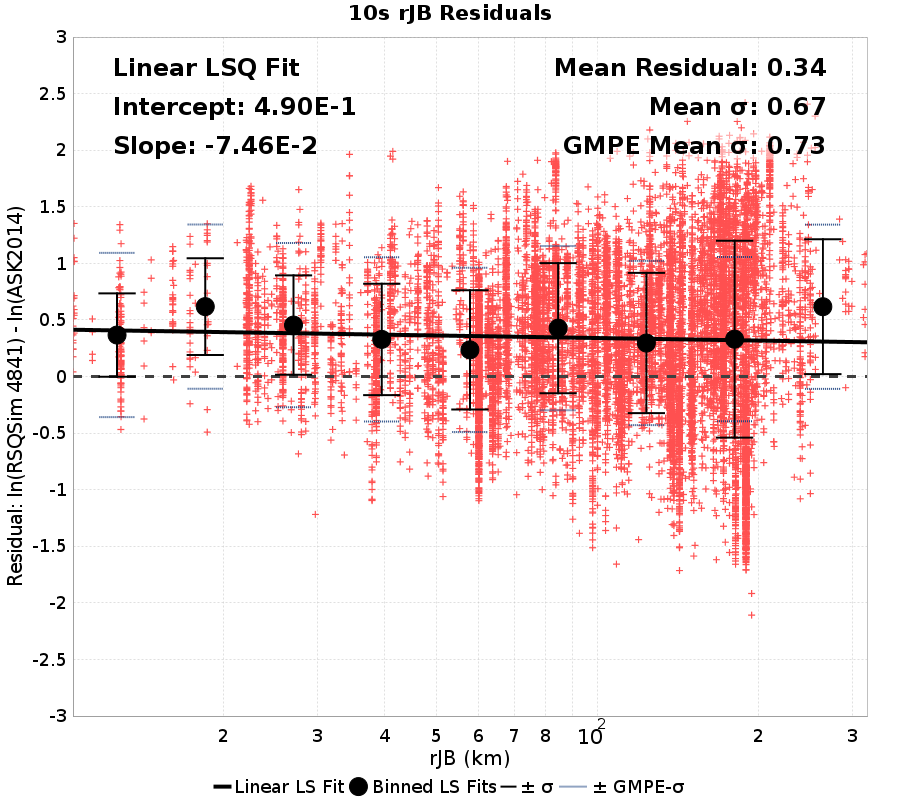 10s rJB Residuals
Linear LSQ Fit
Intercept: 4.90E-1
Slope: -7.46E-2
Mean Residual: 0.34
Mean σ: 0.67
GMPE Mean σ: 0.73
Residual: ln(RSQSim 4841) - ln(ASK2014)
3
2.5
2
1.5
1
0.5
0
-0.5
-1
-1.5
-2
-2.5
-3
2 3 4 5 6 7 8 10² 2 3
rJB (km)
Linear LS Fit Binned LS Fits ± σ ± GMPE-σ